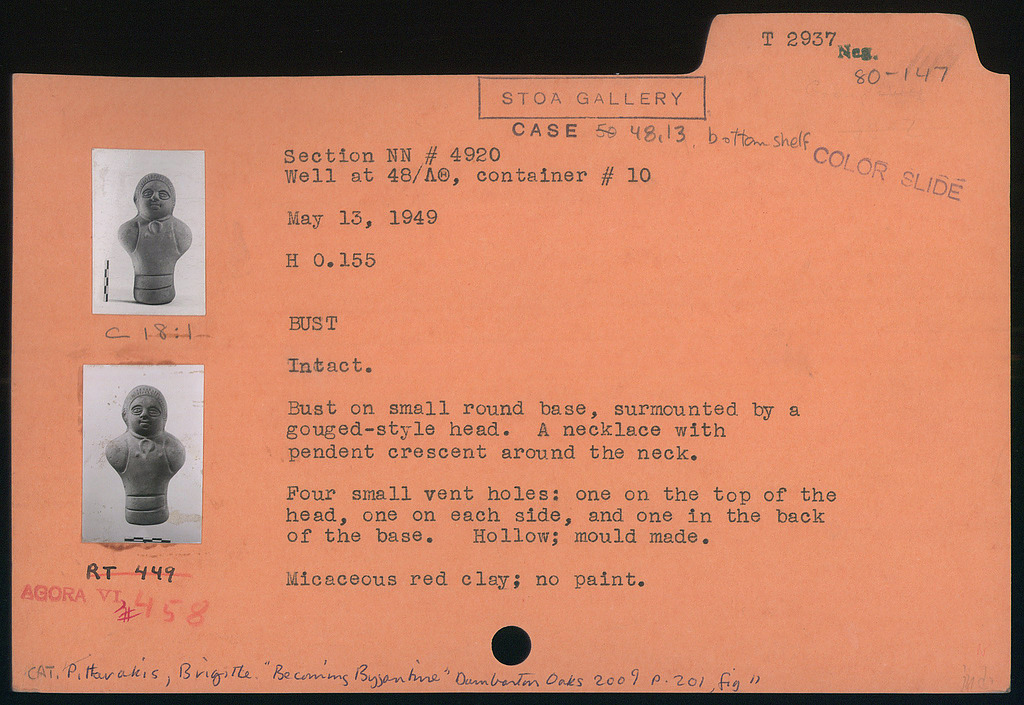 T 2937
Neg.
80-147
STOA GALLERY
CASE 50 48,13, bottom shelf
COLOR SLIDE
Section NN # 4920
Well at 48/ΛΘ, container # 10
May 13, 1949
H 0.155
C 18:1
BUST
Intact.
Bust on small round base, surmounted by a
gouged-style head. A necklace with
pendent crescent around the neck.
Four small vent holes: one on the top of the
head, one on each side, and one in the back
of the base. Hollow; mould made.
Micaceous red clay; no paint.
RT 449
AGORA VI
#458
CAT. Pittarakis, Brigitte. "Becoming Byzantine" Dumbarton Oaks 2009 p. 201, fig 11